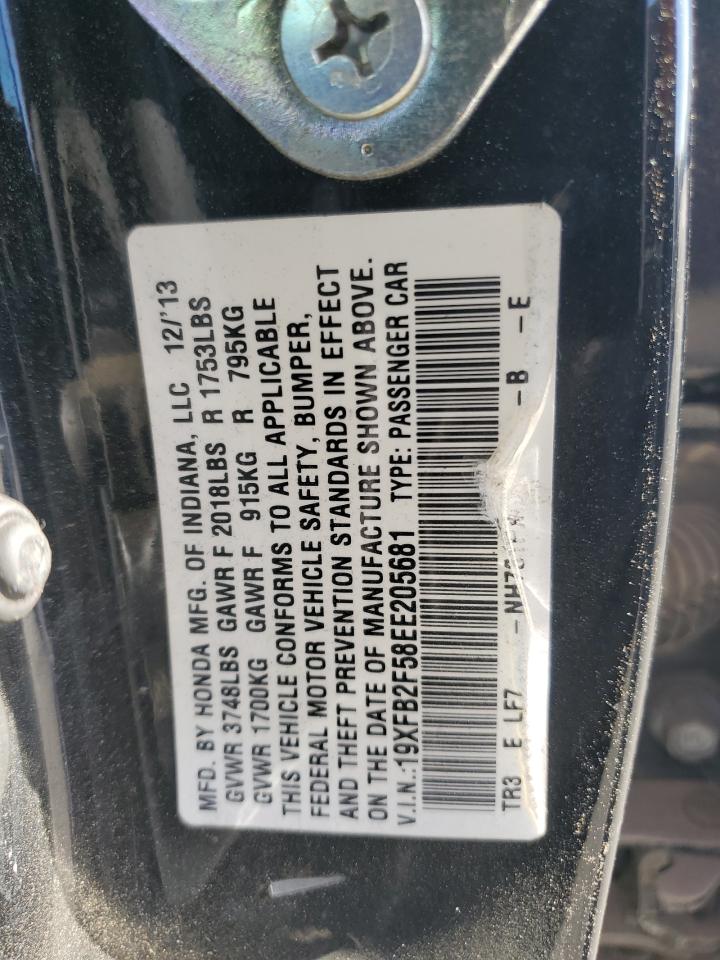 MFD. BY HONDA MFG. OF INDIANA, LLC 12/'13
GVWR 3748LBS GAWR F 2018LBS R 1753LBS
GVWR 1700KG GAWR F 915KG R 795KG
THIS VEHICLE CONFORMS TO ALL APPLICABLE
FEDERAL MOTOR VEHICLE SAFETY, BUMPER,
AND THEFT PREVENTION STANDARDS IN EFFECT
ON THE DATE OF MANUFACTURE SHOWN ABOVE.
V.I.N.:19XFB2F58EE205681 TYPE: PASSENGER CAR
TR3 E LF7 -B -E